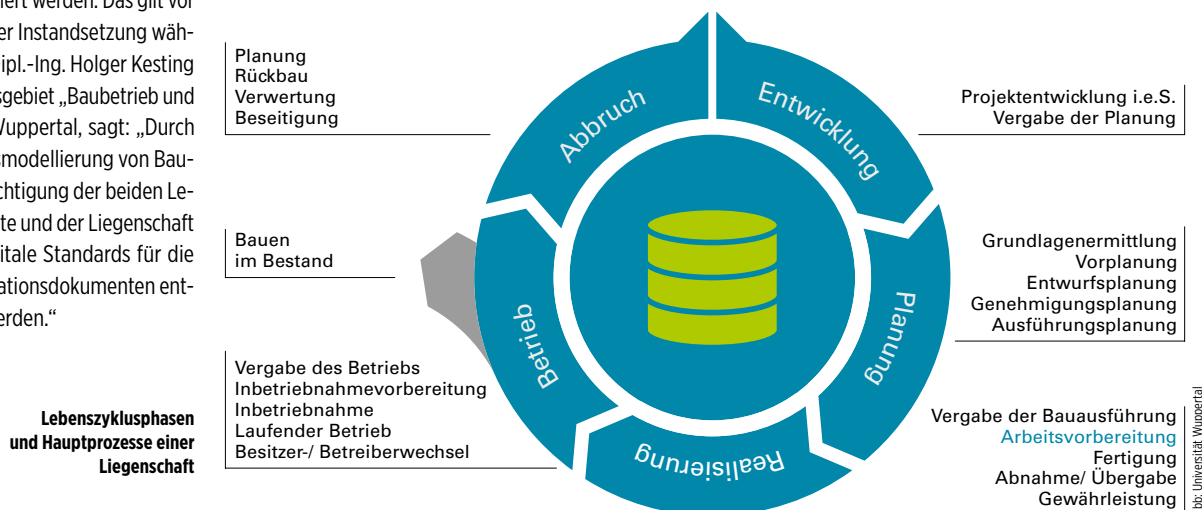 iert werden. Das gilt vor
er Instandsetzung wäh-
ipl.-Ing. Holger Kesting
sgebiet „Baubetrieb und
Wuppertal, sagt: „Durch
smodellierung von Bau-
chtigung der beiden Le-
te und der Liegenschaft
itale Standards für die
ationsdokumenten ent-
erden.“
Lebenszyklusphasen
und Hauptprozesse einer
Liegenschaft
Planung
Rückbau
Verwertung
Beseitigung
Bauen
im Bestand
Vergabe des Betriebs
Inbetriebnahmevorbereitung
Inbetriebnahme
Laufender Betrieb
Besitzer-/ Betreiberwechsel
Abbruch
Entwicklung
Planung
Realisierung
Betrieb
Projektentwicklung i.e.S.
Vergabe der Planung
Grundlagenermittlung
Vorplanung
Entwurfsplanung
Genehmigungsplanung
Ausführungsplanung
Vergabe der Bauausführung
Arbeitsvorbereitung
Fertigung
Abnahme/ Übergabe
Gewährleistung
bb: Universität Wuppertal